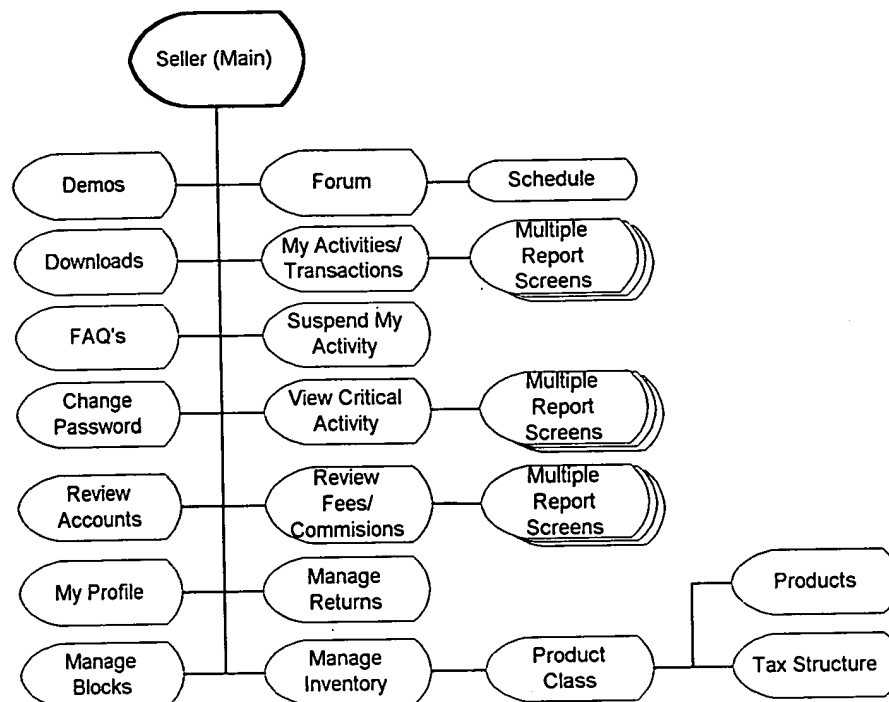 Seller (Main)
Demos
Forum
Schedule
Downloads
My Activities/
Transactions
Multiple
Report
Screens
FAQ's
Suspend My
Activity
Change
Password
View Critical
Activity
Multiple
Report
Screens
Review
Accounts
Review
Fees/
Commisions
Multiple
Report
Screens
My Profile
Manage
Returns
Products
Manage
Blocks
Manage
Inventory
Product
Class
Tax Structure